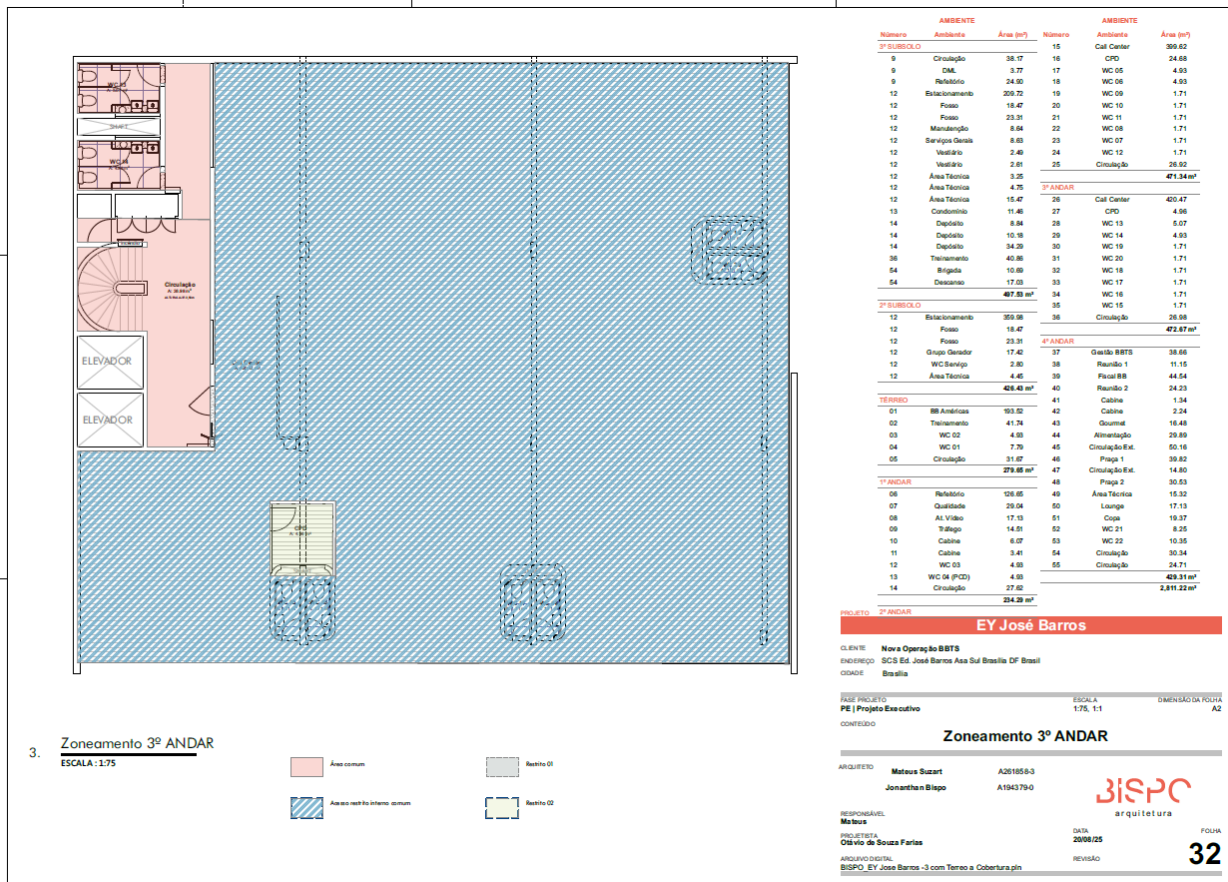 WC 13
SHAFT
WC 14
Circulação
ELEVADOR
ELEVADOR
CPD
3.
Zoneamento 3º ANDAR
ESCALA : 1:75
Área comum
Acesso restrito interno comum
Restrito 01
Restrito 02
AMBIENTE
Número Ambiente Área (m²)
3º SUBSOLO
9 Circulação 38.17
9 DML 3.77
9 Refeitório 24.90
12 Estacionamento 209.72
12 Fosso 18.47
12 Fosso 23.31
12 Manutenção 8.64
12 Serviços Gerais 8.63
12 Vestiário 2.49
12 Vestiário 2.61
12 Área Técnica 3.25
12 Área Técnica 4.75
12 Área Técnica 15.47
13 Condomínio 11.46
14 Depósito 8.84
14 Depósito 10.18
14 Depósito 34.29
36 Treinamento 40.86
54 Brigada 10.69
54 Descanso 17.03
497.53 m²
2º SUBSOLO
12 Estacionamento 359.98
12 Fosso 18.47
12 Fosso 23.31
12 Grupo Gerador 17.42
12 WC Serviço 2.80
12 Área Técnica 4.45
426.43 m²
TÉRREO
01 BB Américas 193.52
02 Treinamento 41.74
03 WC 02 4.93
04 WC 01 7.79
05 Circulação 31.67
279.65 m²
1º ANDAR
06 Refeitório 126.65
07 Qualidade 29.04
08 At. Vídeo 17.13
09 Tráfego 14.51
10 Cabine 6.07
11 Cabine 3.41
12 WC 03 4.93
13 WC 04 (PCD) 4.93
14 Circulação 27.62
234.29 m²
2º ANDAR
AMBIENTE
Número Ambiente Área (m²)
15 Call Center 399.62
16 CPD 24.68
17 WC 05 4.93
18 WC 06 4.93
19 WC 09 1.71
20 WC 10 1.71
21 WC 11 1.71
22 WC 08 1.71
23 WC 07 1.71
24 WC 12 1.71
25 Circulação 26.92
471.34 m²
3º ANDAR
26 Call Center 420.47
27 CPD 4.96
28 WC 13 5.07
29 WC 14 4.93
30 WC 19 1.71
31 WC 20 1.71
32 WC 18 1.71
33 WC 17 1.71
34 WC 16 1.71
35 WC 15 1.71
36 Circulação 26.98
472.67 m²
4º ANDAR
37 Gestão BBTS 38.66
38 Reunião 1 11.15
39 Fiscal BB 44.54
40 Reunião 2 24.23
41 Cabine 1.34
42 Cabine 2.24
43 Gourmet 16.48
44 Alimentação 29.89
45 Circulação Ext. 50.16
46 Praça 1 39.82
47 Circulação Ext. 14.80
48 Praça 2 30.53
49 Área Técnica 15.32
50 Lounge 17.13
51 Copa 19.37
52 WC 21 8.25
53 WC 22 10.35
54 Circulação 30.34
55 Circulação 24.71
429.31 m²
2,811.22 m²
PROJETO
EY José Barros
CLIENTE Nova Operação BBTS
ENDEREÇO SCS Ed. José Barros Asa Sul Brasília DF Brasil
CIDADE Brasília
FASE PROJETO ESCALA DIMENSÃO DA FOLHA
PE | Projeto Executivo 1:75, 1:1 A2
CONTEÚDO
Zoneamento 3º ANDAR
ARQUITETO Mateus Suzart A261858-3
Jonanthan Bispo A194379-0
BISPO
arquitetura
RESPONSÁVEL
Mateus
PROJETISTA
Otávio de Souza Farias
DATA FOLHA
20/08/25 32
ARQUIVO DIGITAL REVISÃO
BISPO_EY Jose Barros -3 com Terreo a Cobertura.pln